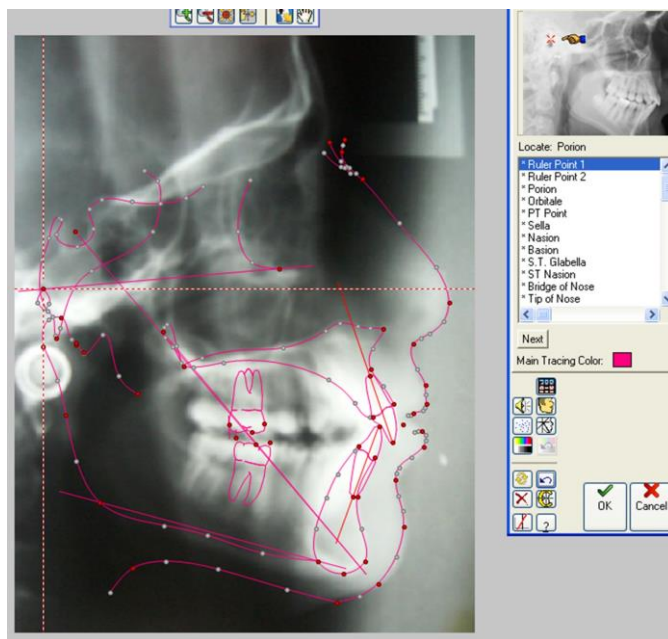 Locate: Porion
* Ruler Point 1
* Ruler Point 2
* Porion
* Orbitale
* PT Point
* Sella
* Nasion
* Basion
* S.T. Glabella
* ST Nasion
* Bridge of Nose
* Tip of Nose
Next
Main Tracing Color:
2
OK
Cancel